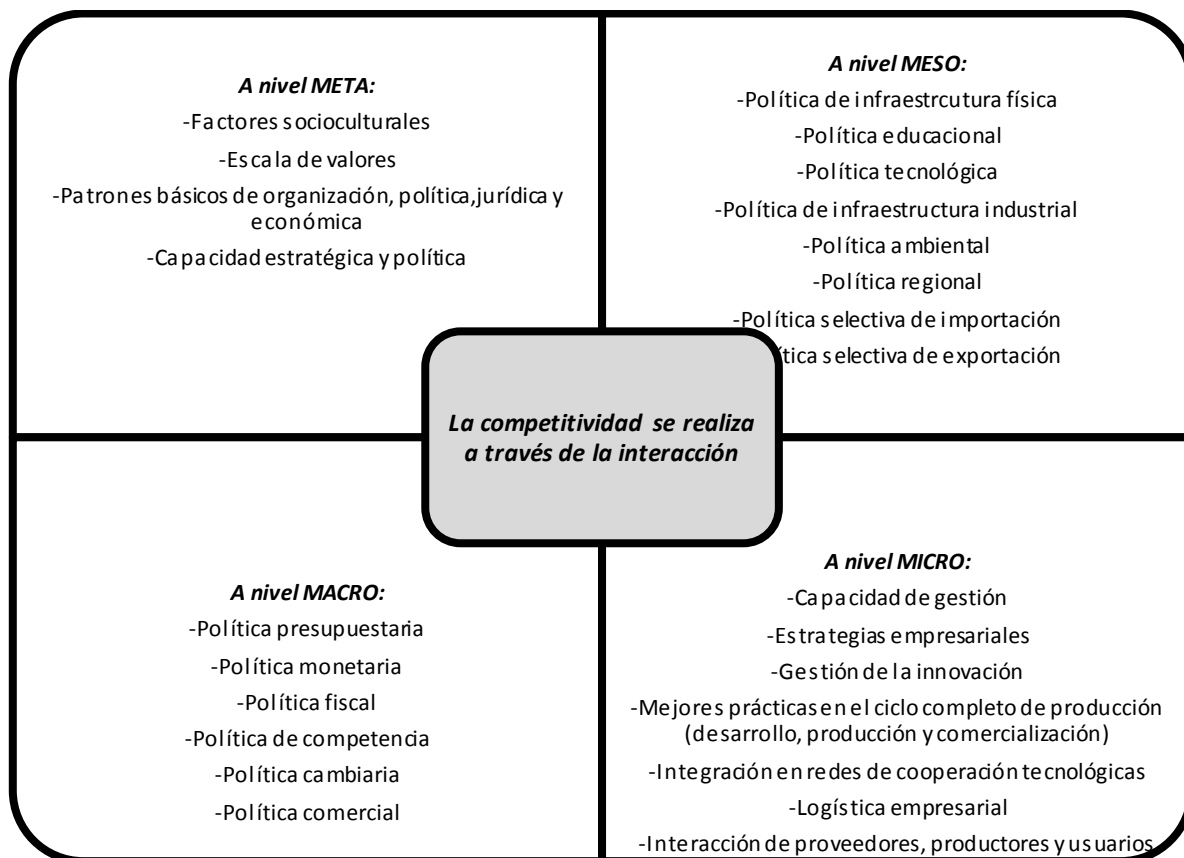 A nivel META:
-Factores socioculturales
-Escala de valores
-Patrones básicos de organización, política,jurídica y
económica
-Capacidad estratégica y política
A nivel MESO:
-Política de infraestrcutura física
-Política educacional
-Política tecnológica
-Política de infraestructura industrial
-Política ambiental
-Política regional
-Política selectiva de importación
ítica selectiva de exportación
La competitividad se realiza
a través de la interacción
A nivel MACRO:
-Política presupuestaria
-Política monetaria
-Política fiscal
-Política de competencia
-Política cambiaria
-Política comercial
A nivel MICRO:
-Capacidad de gestión
-Estrategias empresariales
-Gestión de la innovación
-Mejores prácticas en el ciclo completo de producción
(desarrollo, producción y comercialización)
-Integración en redes de cooperación tecnológicas
-Logística empresarial
-Interacción de proveedores, productores y usuarios